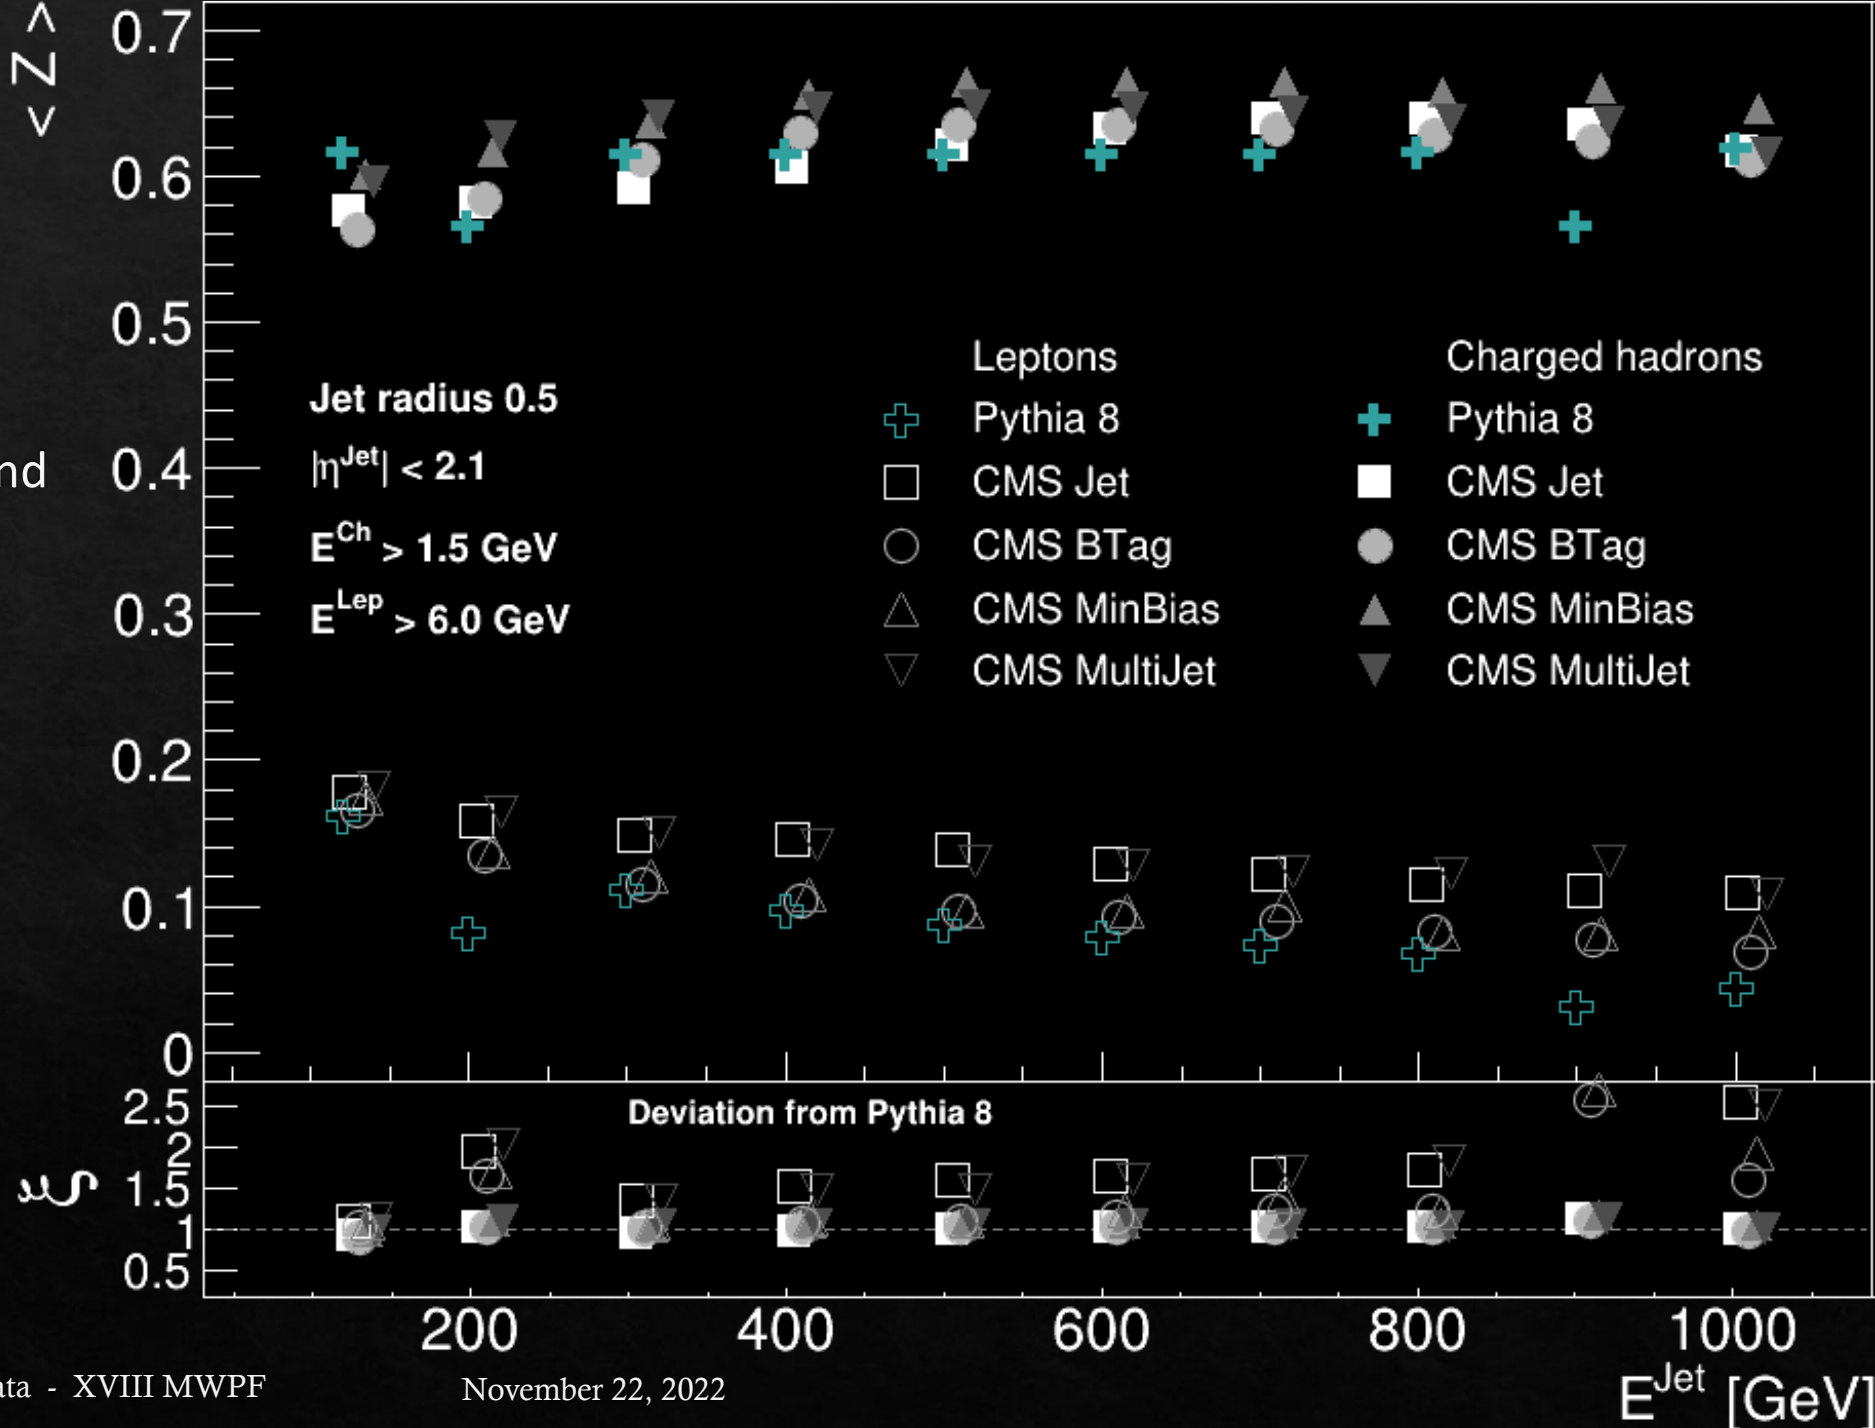 < Z >
0.7
0.6
0.5
0.4
0.3
0.2
0.1
0
nd
Jet radius 0.5
|η^Jet| < 2.1
E^Ch > 1.5 GeV
E^Lep > 6.0 GeV
Leptons
Pythia 8
CMS Jet
CMS BTag
CMS MinBias
CMS MultiJet
Charged hadrons
Pythia 8
CMS Jet
CMS BTag
CMS MinBias
CMS MultiJet
Deviation from Pythia 8
ξ
2.5
2
1.5
1
0.5
200 400 600 800 1000
E^Jet [GeV]
ata - XVIII MWPF
November 22, 2022